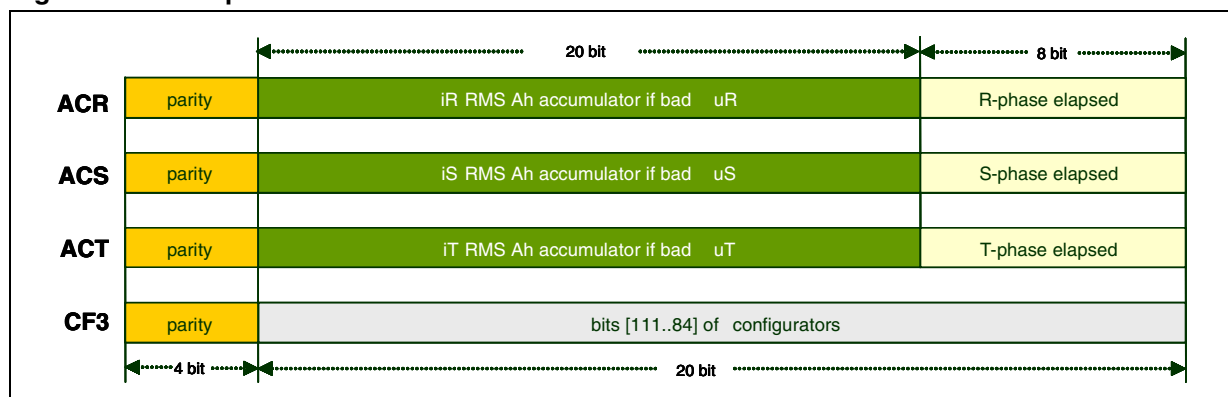 20 bit 8 bit
ACR parity iR RMS Ah accumulator if bad uR R-phase elapsed
ACS parity iS RMS Ah accumulator if bad uS S-phase elapsed
ACT parity iT RMS Ah accumulator if bad uT T-phase elapsed
CF3 parity bits [111..84] of configurators
4 bit 20 bit